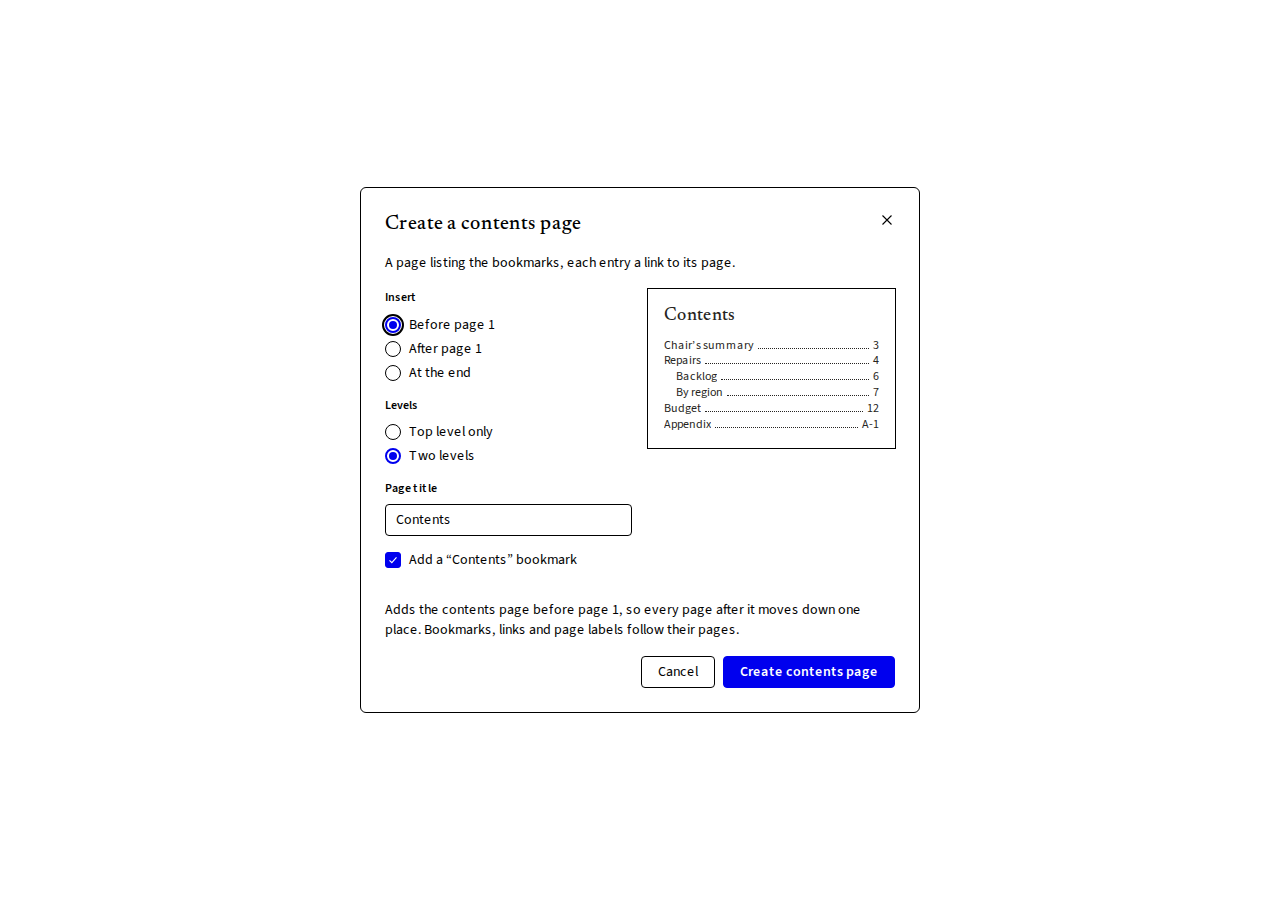 Create a contents page
A page listing the bookmarks, each entry a link to its page.
Insert
Before page 1
After page 1
At the end
Levels
Top level only
Two levels
Page title
Contents
Add a “Contents” bookmark
Contents
Chair's summary 3
Repairs 4
Backlog 6
By region 7
Budget 12
Appendix A-1
Adds the contents page before page 1, so every page after it moves down one
place. Bookmarks, links and page labels follow their pages.
Cancel
Create contents page